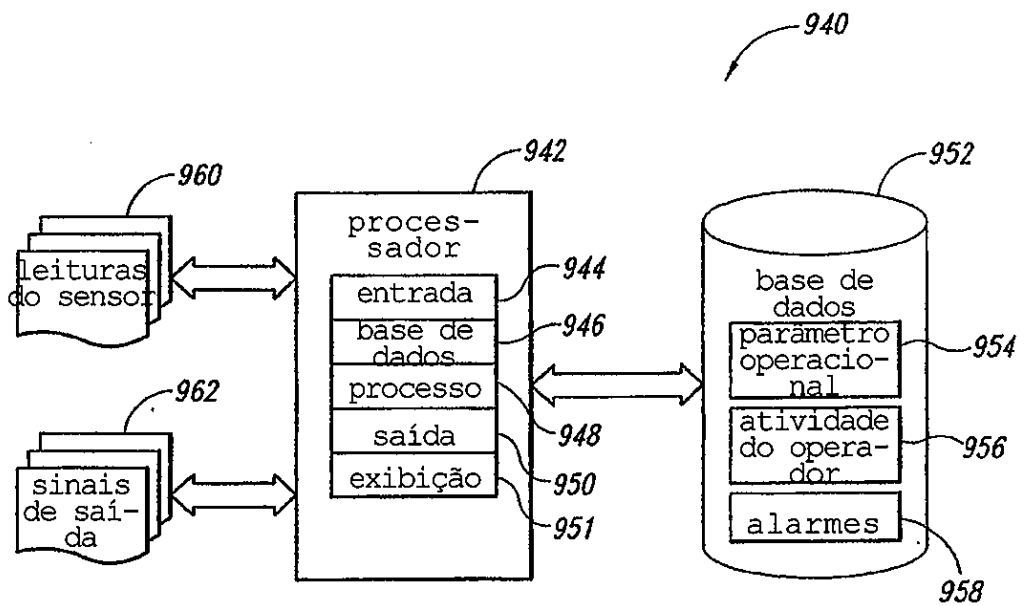 940
942
952
960
proces-
sador
leituras
do sensor
entrada
944
base de
dados
946
processo
948
saída
950
exibição
951
base de
dados
parâmetro
operacio-
nal
954
atividade
do opera-
dor
956
alarmes
958
962
sinais
de saí-
da